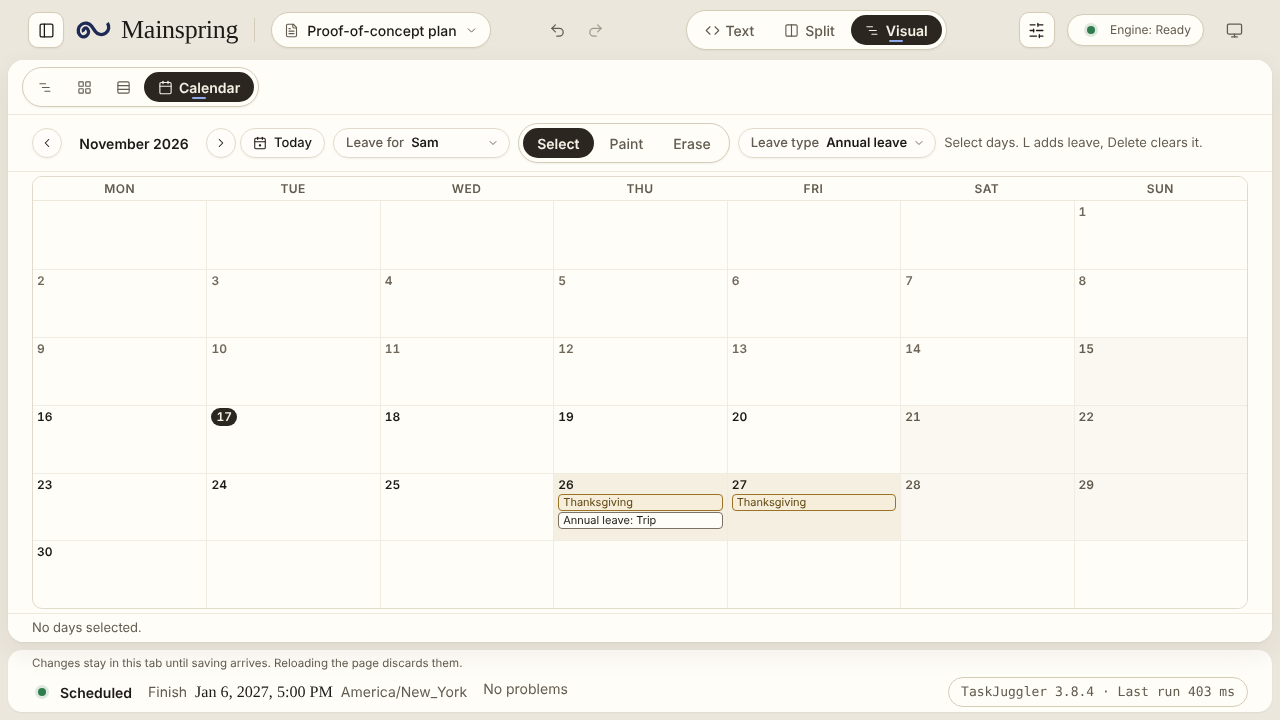 Mainspring
Proof-of-concept plan
Text
Split
Visual
Engine: Ready
Calendar
November 2026
Today
Leave for Sam
Select
Paint
Erase
Leave type Annual leave
Select days. L adds leave, Delete clears it.
MON TUE WED THU FRI SAT SUN
1
2 3 4 5 6 7 8
9 10 11 12 13 14 15
16 17 18 19 20 21 22
23 24 25 26 27 28 29
Thanksgiving Thanksgiving
Annual leave: Trip
30
No days selected.
Changes stay in this tab until saving arrives. Reloading the page discards them.
Scheduled Finish Jan 6, 2027, 5:00 PM America/New_York No problems
TaskJuggler 3.8.4 · Last run 403 ms